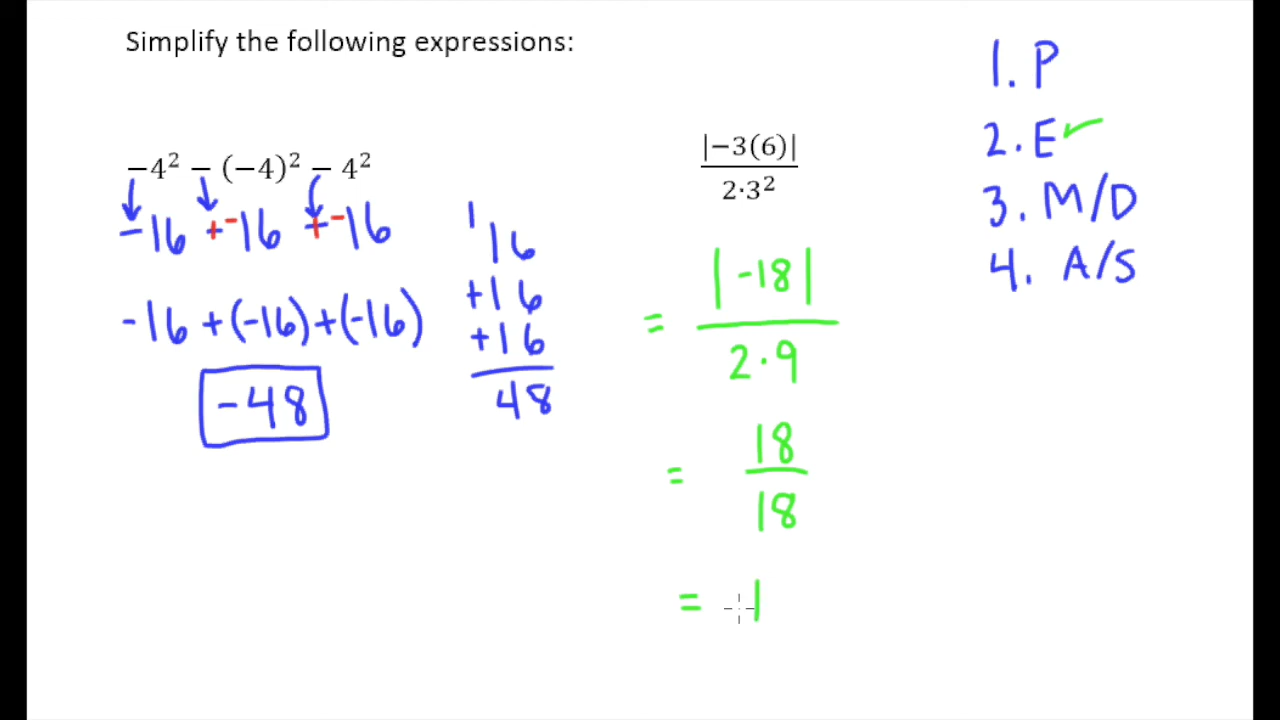 Simplify the following expressions:
−4² − (−4)² − 4²
-16 +-16 +-16
-16 +(-16)+(-16)
-48
1
16
+16
+16
48
|−3(6)|
2·3²
= |-18|
2·9
= 18
18
= 1
1. P
2. E ✓
3. M/D
4. A/S